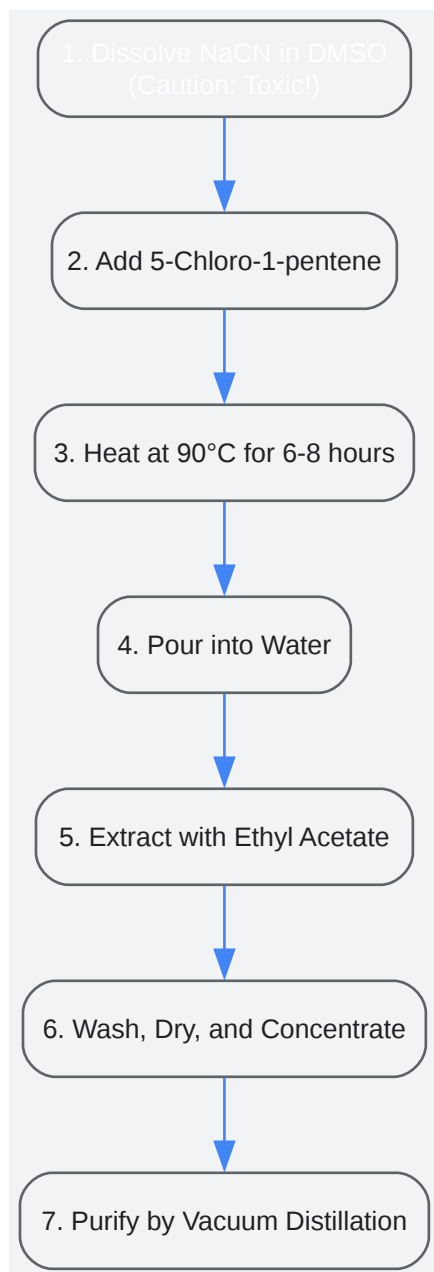 1. Dissolve NaCN in DMSO
(Caution: Toxic!)
2. Add 5-Chloro-1-pentene
3. Heat at 90°C for 6-8 hours
4. Pour into Water
5. Extract with Ethyl Acetate
6. Wash, Dry, and Concentrate
7. Purify by Vacuum Distillation